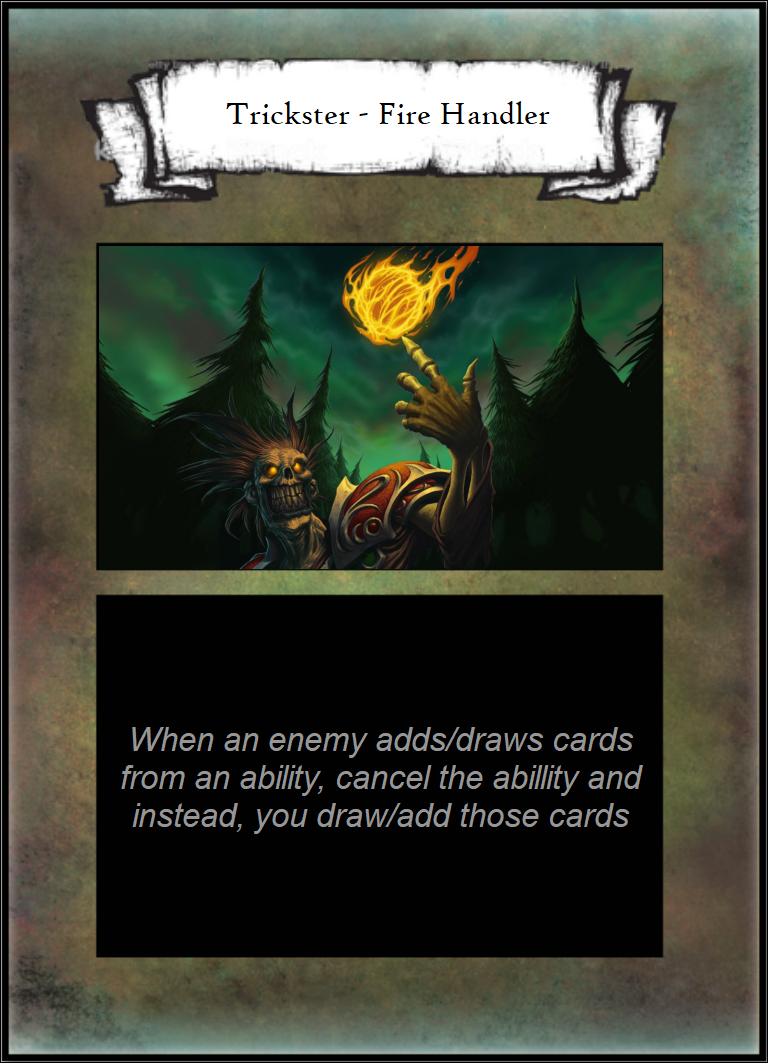 Trickster - Fire Handler
When an enemy adds/draws cards
from an ability, cancel the abillity and
instead, you draw/add those cards